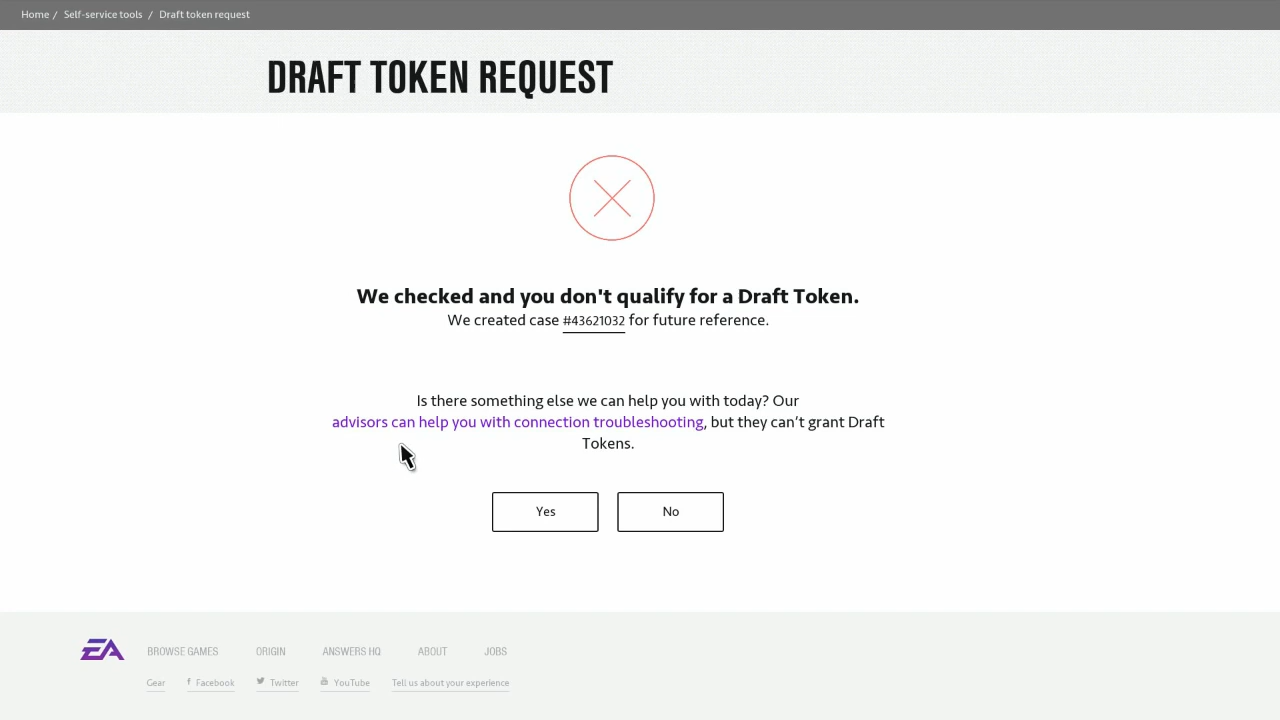 Home / Self-service tools / Draft token request
DRAFT TOKEN REQUEST
We checked and you don't qualify for a Draft Token.
We created case #43621032 for future reference.
Is there something else we can help you with today? Our
advisors can help you with connection troubleshooting, but they can’t grant Draft
Tokens.
Yes No
EA BROWSE GAMES ORIGIN ANSWERS HQ ABOUT JOBS
Gear Facebook Twitter YouTube Tell us about your experience